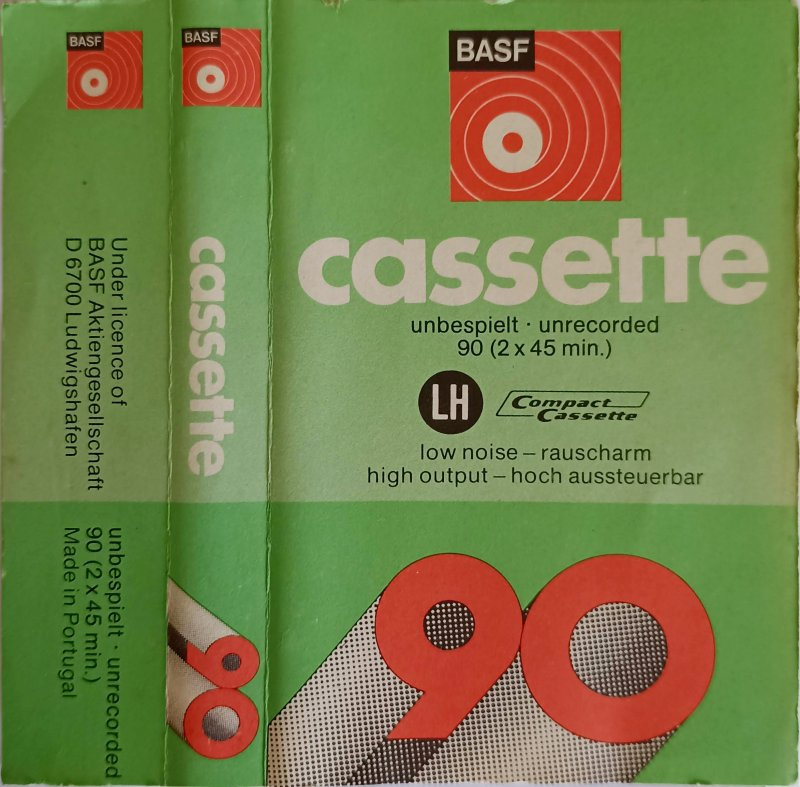 BASF
Under licence of
BASF Aktiengesellschaft
D 6700 Ludwigshafen
unbespielt · unrecorded
90 (2 x 45 min.)
Made in Portugal
BASF
cassette
90
BASF
cassette
unbespielt · unrecorded
90 (2 x 45 min.)
LH Compact Cassette
low noise – rauscharm
high output – hoch aussteuerbar
90